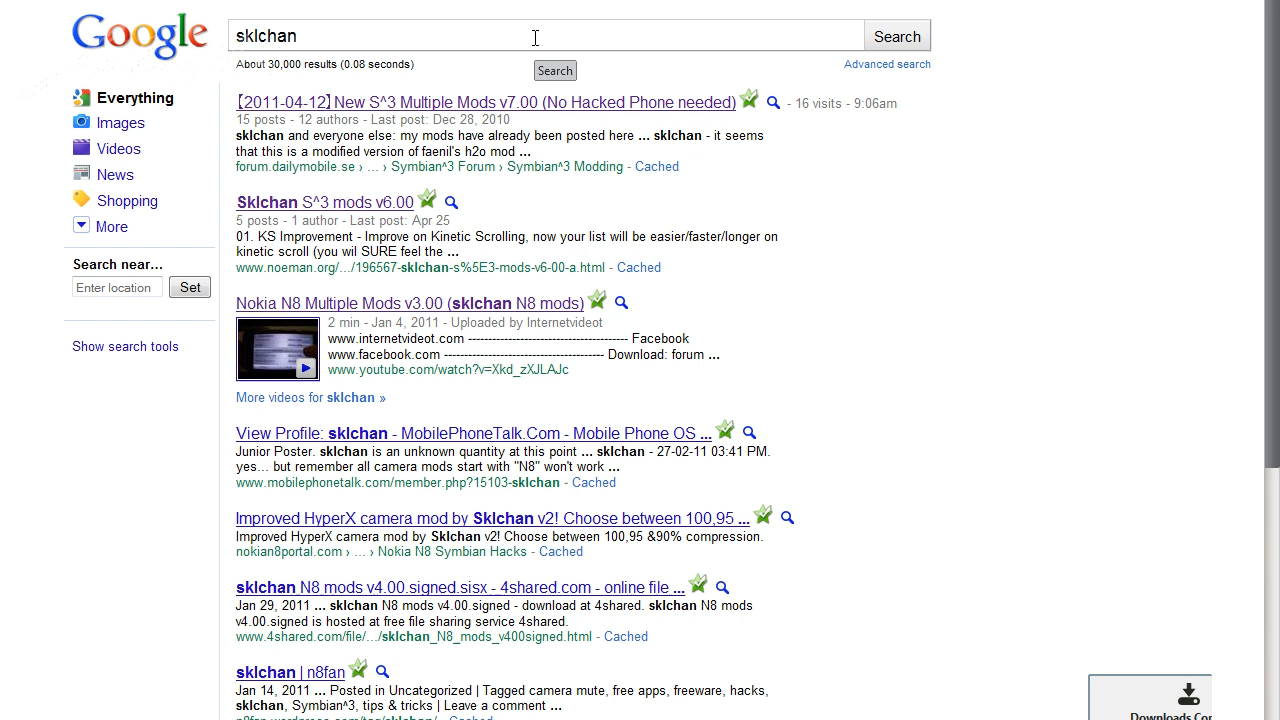 Google
sklchan
Search
About 30,000 results (0.08 seconds)
Search
Advanced search
Everything
Images
Videos
News
Shopping
More
Search near...
Enter location
Set
Show search tools
【2011-04-12】New S^3 Multiple Mods v7.00 (No Hacked Phone needed) - 16 visits - 9:06am
15 posts - 12 authors - Last post: Dec 28, 2010
sklchan and everyone else: my mods have already been posted here ... sklchan - it seems
that this is a modified version of faenil's h2o mod ...
forum.dailymobile.se › ... › Symbian^3 Forum › Symbian^3 Modding - Cached
Sklchan S^3 mods v6.00
5 posts - 1 author - Last post: Apr 25
01. KS Improvement - Improve on Kinetic Scrolling, now your list will be easier/faster/longer on
kinetic scroll (you wil SURE feel the ...
www.noeman.org/.../196567-sklchan-s%5E3-mods-v6-00-a.html - Cached
Nokia N8 Multiple Mods v3.00 (sklchan N8 mods)
2 min - Jan 4, 2011 - Uploaded by Internetvideot
www.internetvideot.com --------------------------------------- Facebook
www.facebook.com --------------------------------------- Download: forum ...
www.youtube.com/watch?v=Xkd_zXJLAJc
More videos for sklchan »
View Profile: sklchan - MobilePhoneTalk.Com - Mobile Phone OS ...
Junior Poster. sklchan is an unknown quantity at this point ... sklchan - 27-02-11 03:41 PM.
yes... but remember all camera mods start with "N8" won't work ...
www.mobilephonetalk.com/member.php?15103-sklchan - Cached
Improved HyperX camera mod by Sklchan v2! Choose between 100,95 ...
Improved HyperX camera mod by Sklchan v2! Choose between 100,95 &90% compression.
nokian8portal.com › ... › Nokia N8 Symbian Hacks - Cached
sklchan N8 mods v4.00.signed.sisx - 4shared.com - online file ...
Jan 29, 2011 ... sklchan N8 mods v4.00.signed - download at 4shared. sklchan N8 mods
v4.00.signed is hosted at free file sharing service 4shared.
www.4shared.com/file/.../sklchan_N8_mods_v400signed.html - Cached
sklchan | n8fan
Jan 14, 2011 ... Posted in Uncategorized | Tagged camera mute, free apps, freeware, hacks,
sklchan, Symbian^3, tips & tricks | Leave a comment ...
n8fan.wordpress.com/tag/sklchan/ - Cached
Downloads Co